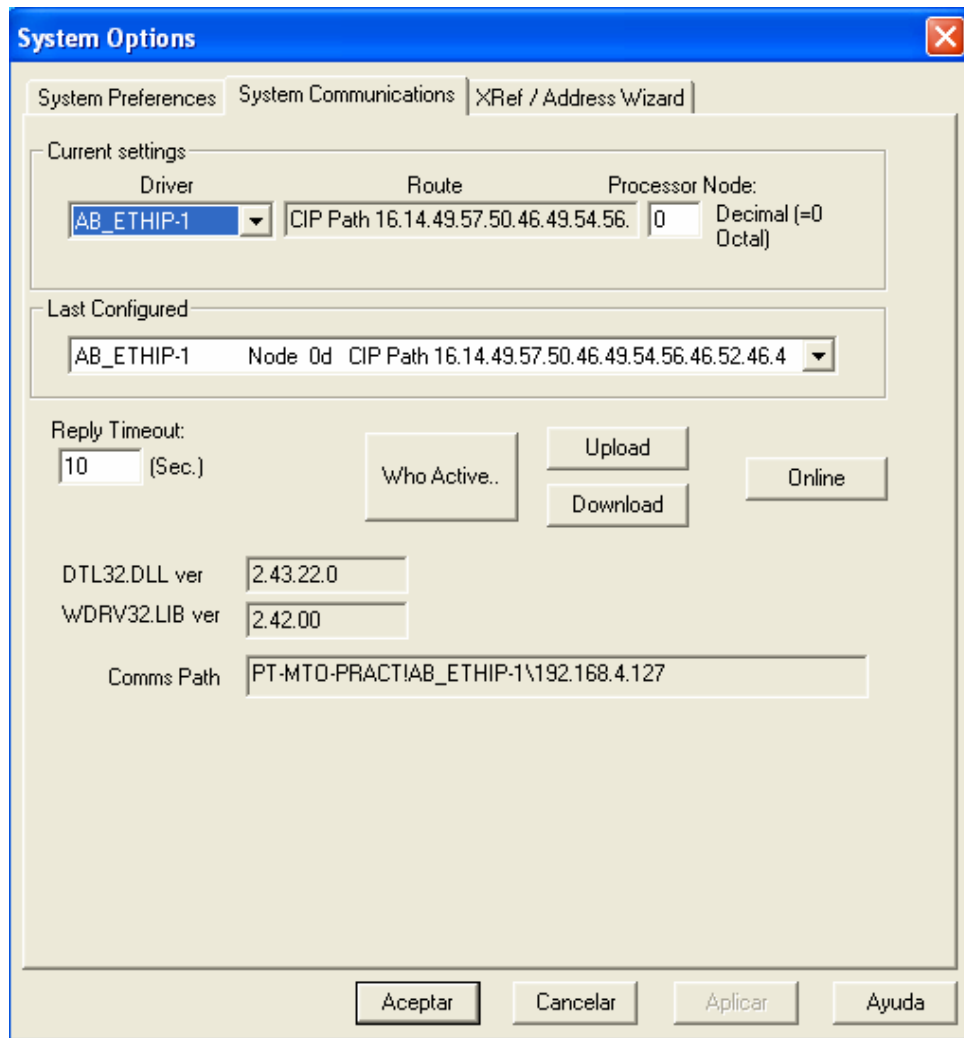 System Options
System Preferences System Communications XRef / Address Wizard
Current settings
Driver Route Processor Node:
AB_ETHIP-1 CIP Path 16.14.49.57.50.46.49.54.56. 0 Decimal (=0
Octal)
Last Configured
AB_ETHIP-1 Node 0d CIP Path 16.14.49.57.50.46.49.54.56.46.52.46.4
Reply Timeout:
10 (Sec.)
Who Active..
Upload
Download
Online
DTL32.DLL ver 2.43.22.0
WDRV32.LIB ver 2.42.00
Comms Path PT-MTO-PRACT!AB_ETHIP-1\192.168.4.127
Aceptar Cancelar Aplicar Ayuda